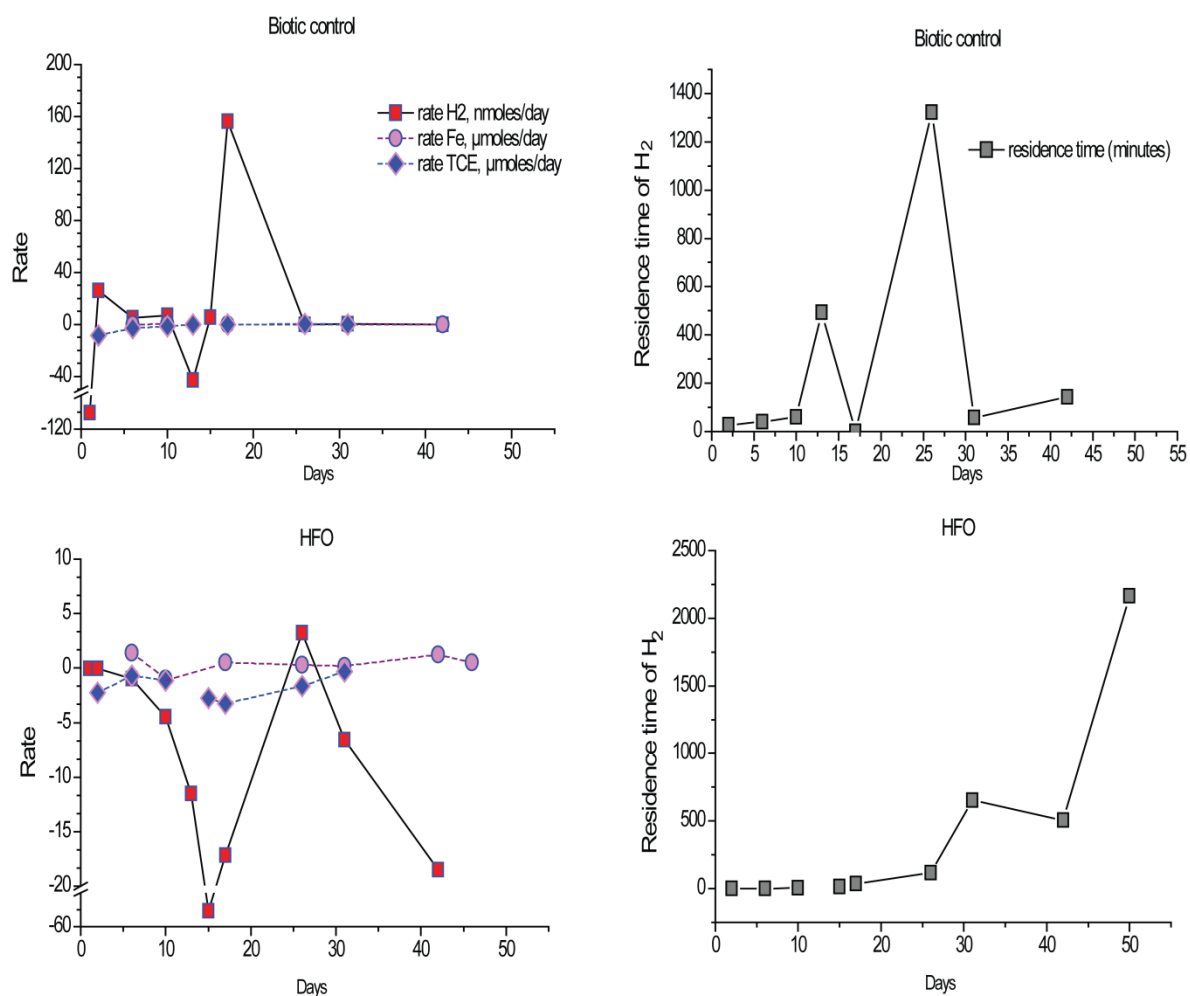 Biotic control
200
160
120
80
40
0
-40
-120
Rate
rate H2, nmoles/day
rate Fe, µmoles/day
rate TCE, µmoles/day
0 10 20 30 40 50
Days
Biotic control
1400
1200
1000
800
600
400
200
0
Residence time of H2
residence time (minutes)
0 5 10 15 20 25 30 35 40 45 50 55
Days
HFO
10
5
0
-5
-10
-15
-20
-60
Rate
0 10 20 30 40 50
Days
HFO
2500
2000
1500
1000
500
0
Residence time of H2
0 10 20 30 40 50
Days